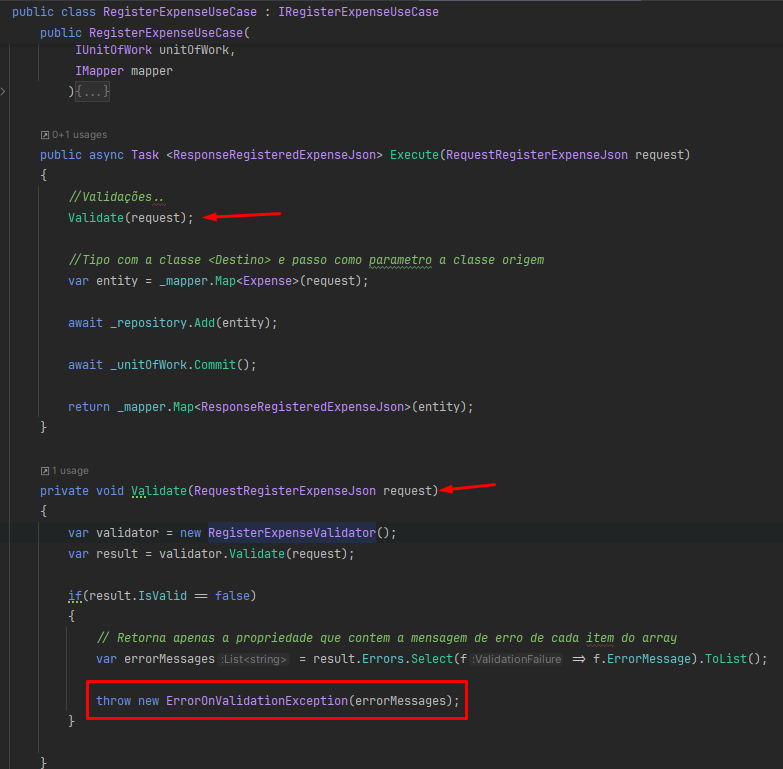 public class RegisterExpenseUseCase : IRegisterExpenseUseCase
public RegisterExpenseUseCase(
IUnitOfWork unitOfWork,
IMapper mapper
){...}
0+1 usages
public async Task <ResponseRegisteredExpenseJson> Execute(RequestRegisterExpenseJson request)
{
//Validações..
Validate(request);
//Tipo com a classe <Destino> e passo como parametro a classe origem
var entity = _mapper.Map<Expense>(request);
await _repository.Add(entity);
await _unitOfWork.Commit();
return _mapper.Map<ResponseRegisteredExpenseJson>(entity);
}
1 usage
private void Validate(RequestRegisterExpenseJson request)
{
var validator = new RegisterExpenseValidator();
var result = validator.Validate(request);
if(result.IsValid == false)
{
// Retorna apenas a propriedade que contem a mensagem de erro de cada item do array
var errorMessages :List<string> = result.Errors.Select(f :ValidationFailure => f.ErrorMessage).ToList();
throw new ErrorOnValidationException(errorMessages);
}
}